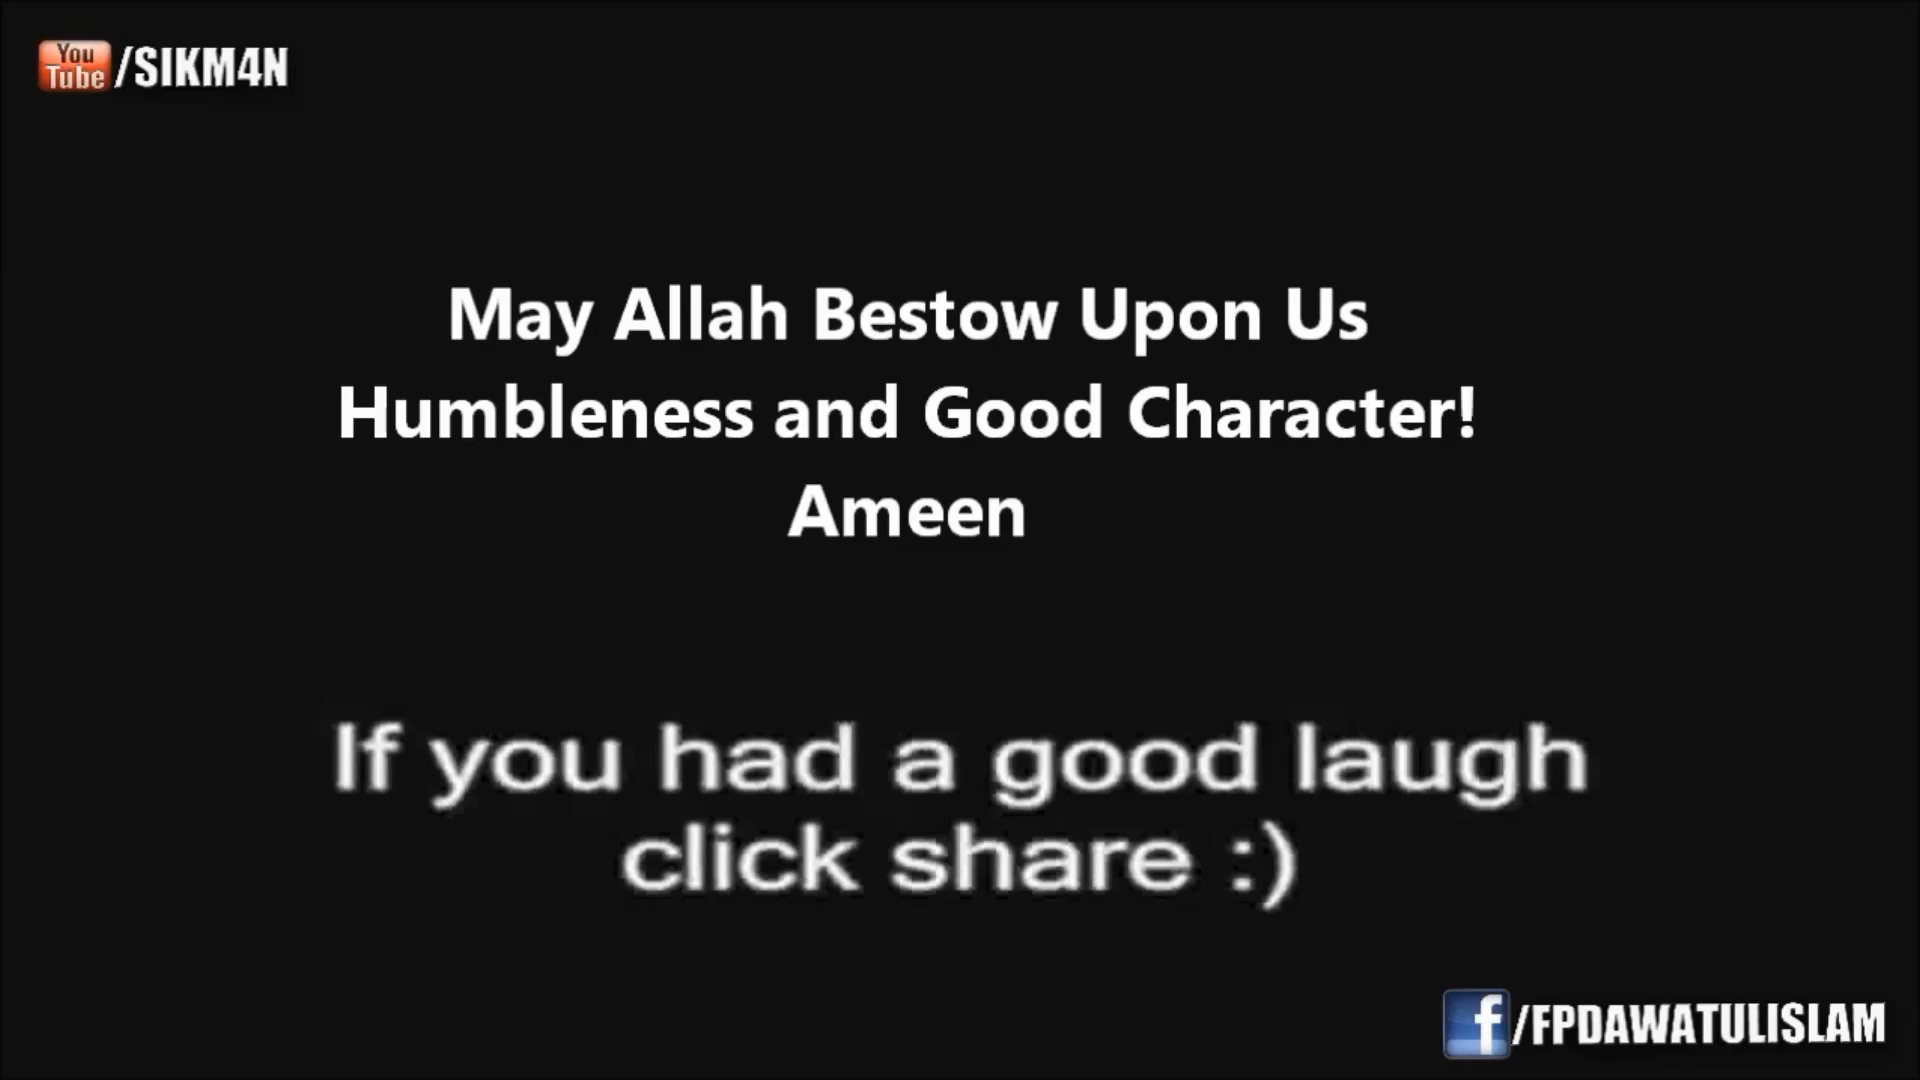 You Tube /SIKM4N
May Allah Bestow Upon Us
Humbleness and Good Character!
Ameen
If you had a good laugh
click share :)
f /FPDAWATULISLAM